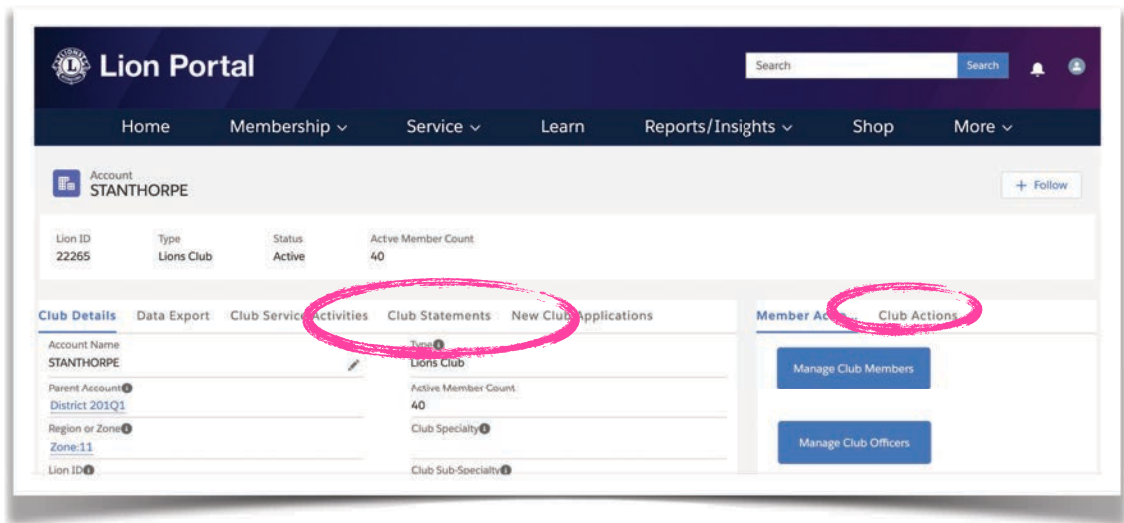 Lion Portal
Search Search
Home Membership Service Learn Reports/Insights Shop More
Account
STANTHORPE
+ Follow
Lion ID Type Status Active Member Count
22265 Lions Club Active 40
Club Details Data Export Club Service Activities Club Statements New Club Applications
Member Actio... Club Actions
Account Name Type
STANTHORPE Lions Club
Manage Club Members
Parent Account Active Member Count
District 201Q1 40
Region or Zone Club Specialty
Zone:11
Manage Club Officers
Lion ID Club Sub-Specialty